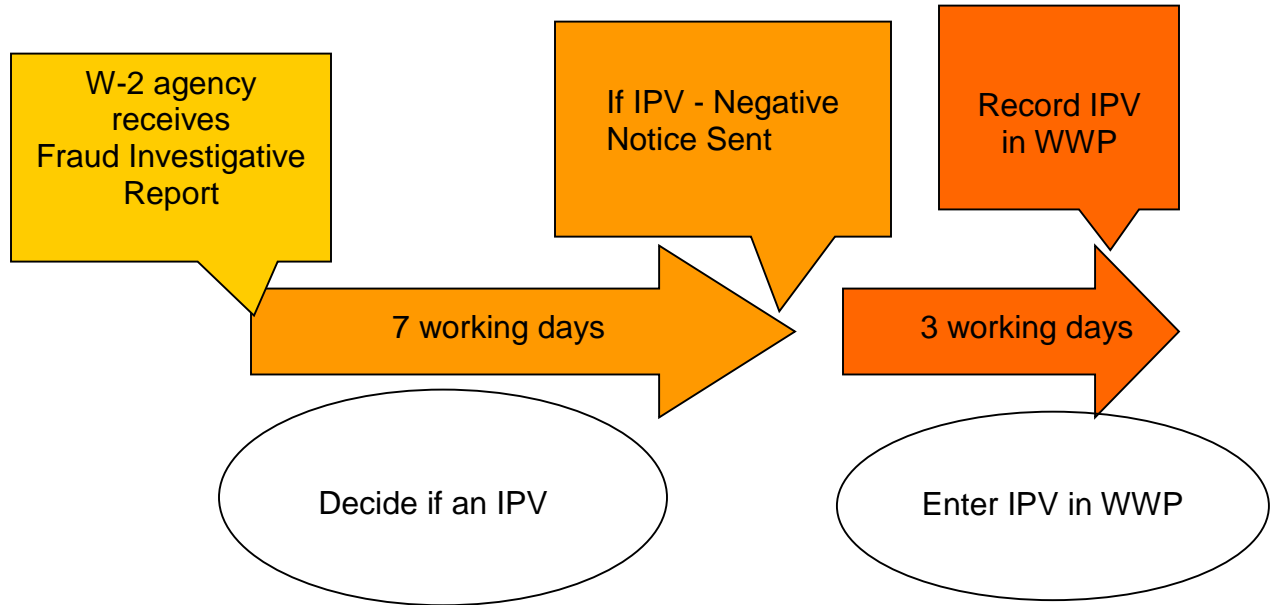 W-2 agency
receives
Fraud Investigative
Report
If IPV - Negative
Notice Sent
Record IPV
in WWP
7 working days
3 working days
Decide if an IPV
Enter IPV in WWP